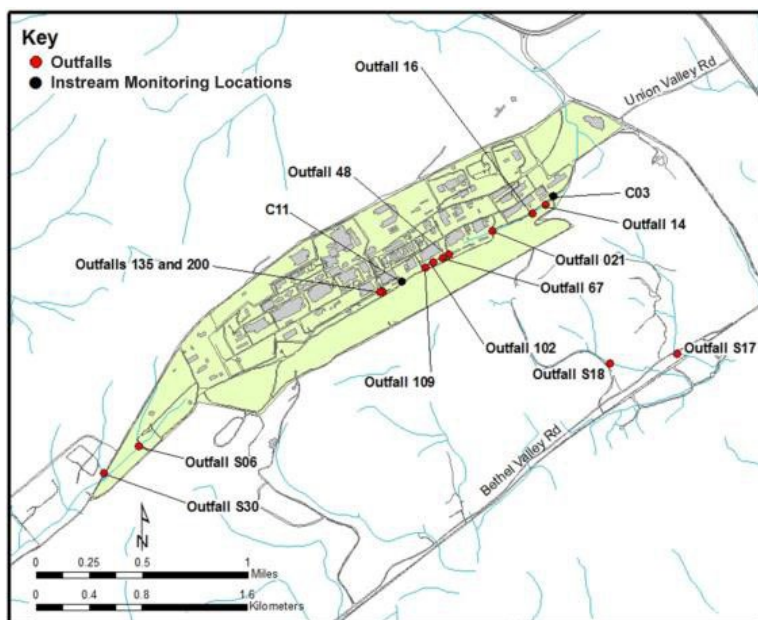 Key
Outfalls
Instream Monitoring Locations
Outfall 16
Union Valley Rd
Outfall 48
C11
C03
Outfall 14
Outfalls 135 and 200
Outfall 021
Outfall 67
Outfall 102
Outfall 109
Outfall S17
Outfall S18
Bethel Valley Rd
Outfall S06
Outfall S30
N
0 0.25 0.5 1
Miles
0 0.4 0.8 1.6
Kilometers